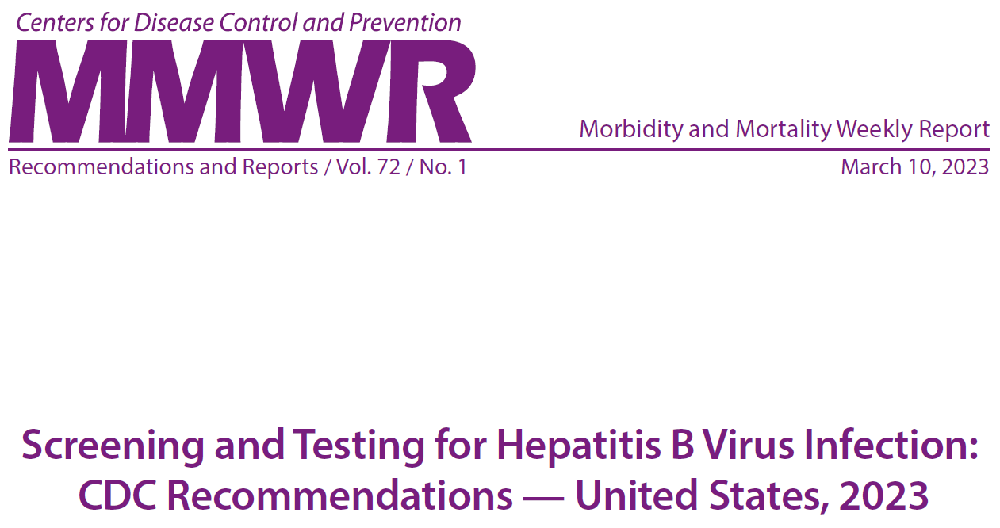 Centers for Disease Control and Prevention
MMWR
Morbidity and Mortality Weekly Report
Recommendations and Reports / Vol. 72 / No. 1
March 10, 2023
Screening and Testing for Hepatitis B Virus Infection:
CDC Recommendations — United States, 2023